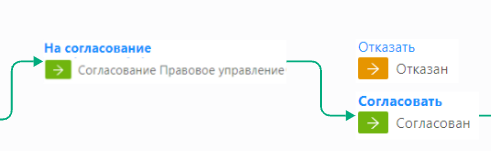 На согласование
Согласование Правовое управление
Отказать
Отказан
Согласовать
Согласован